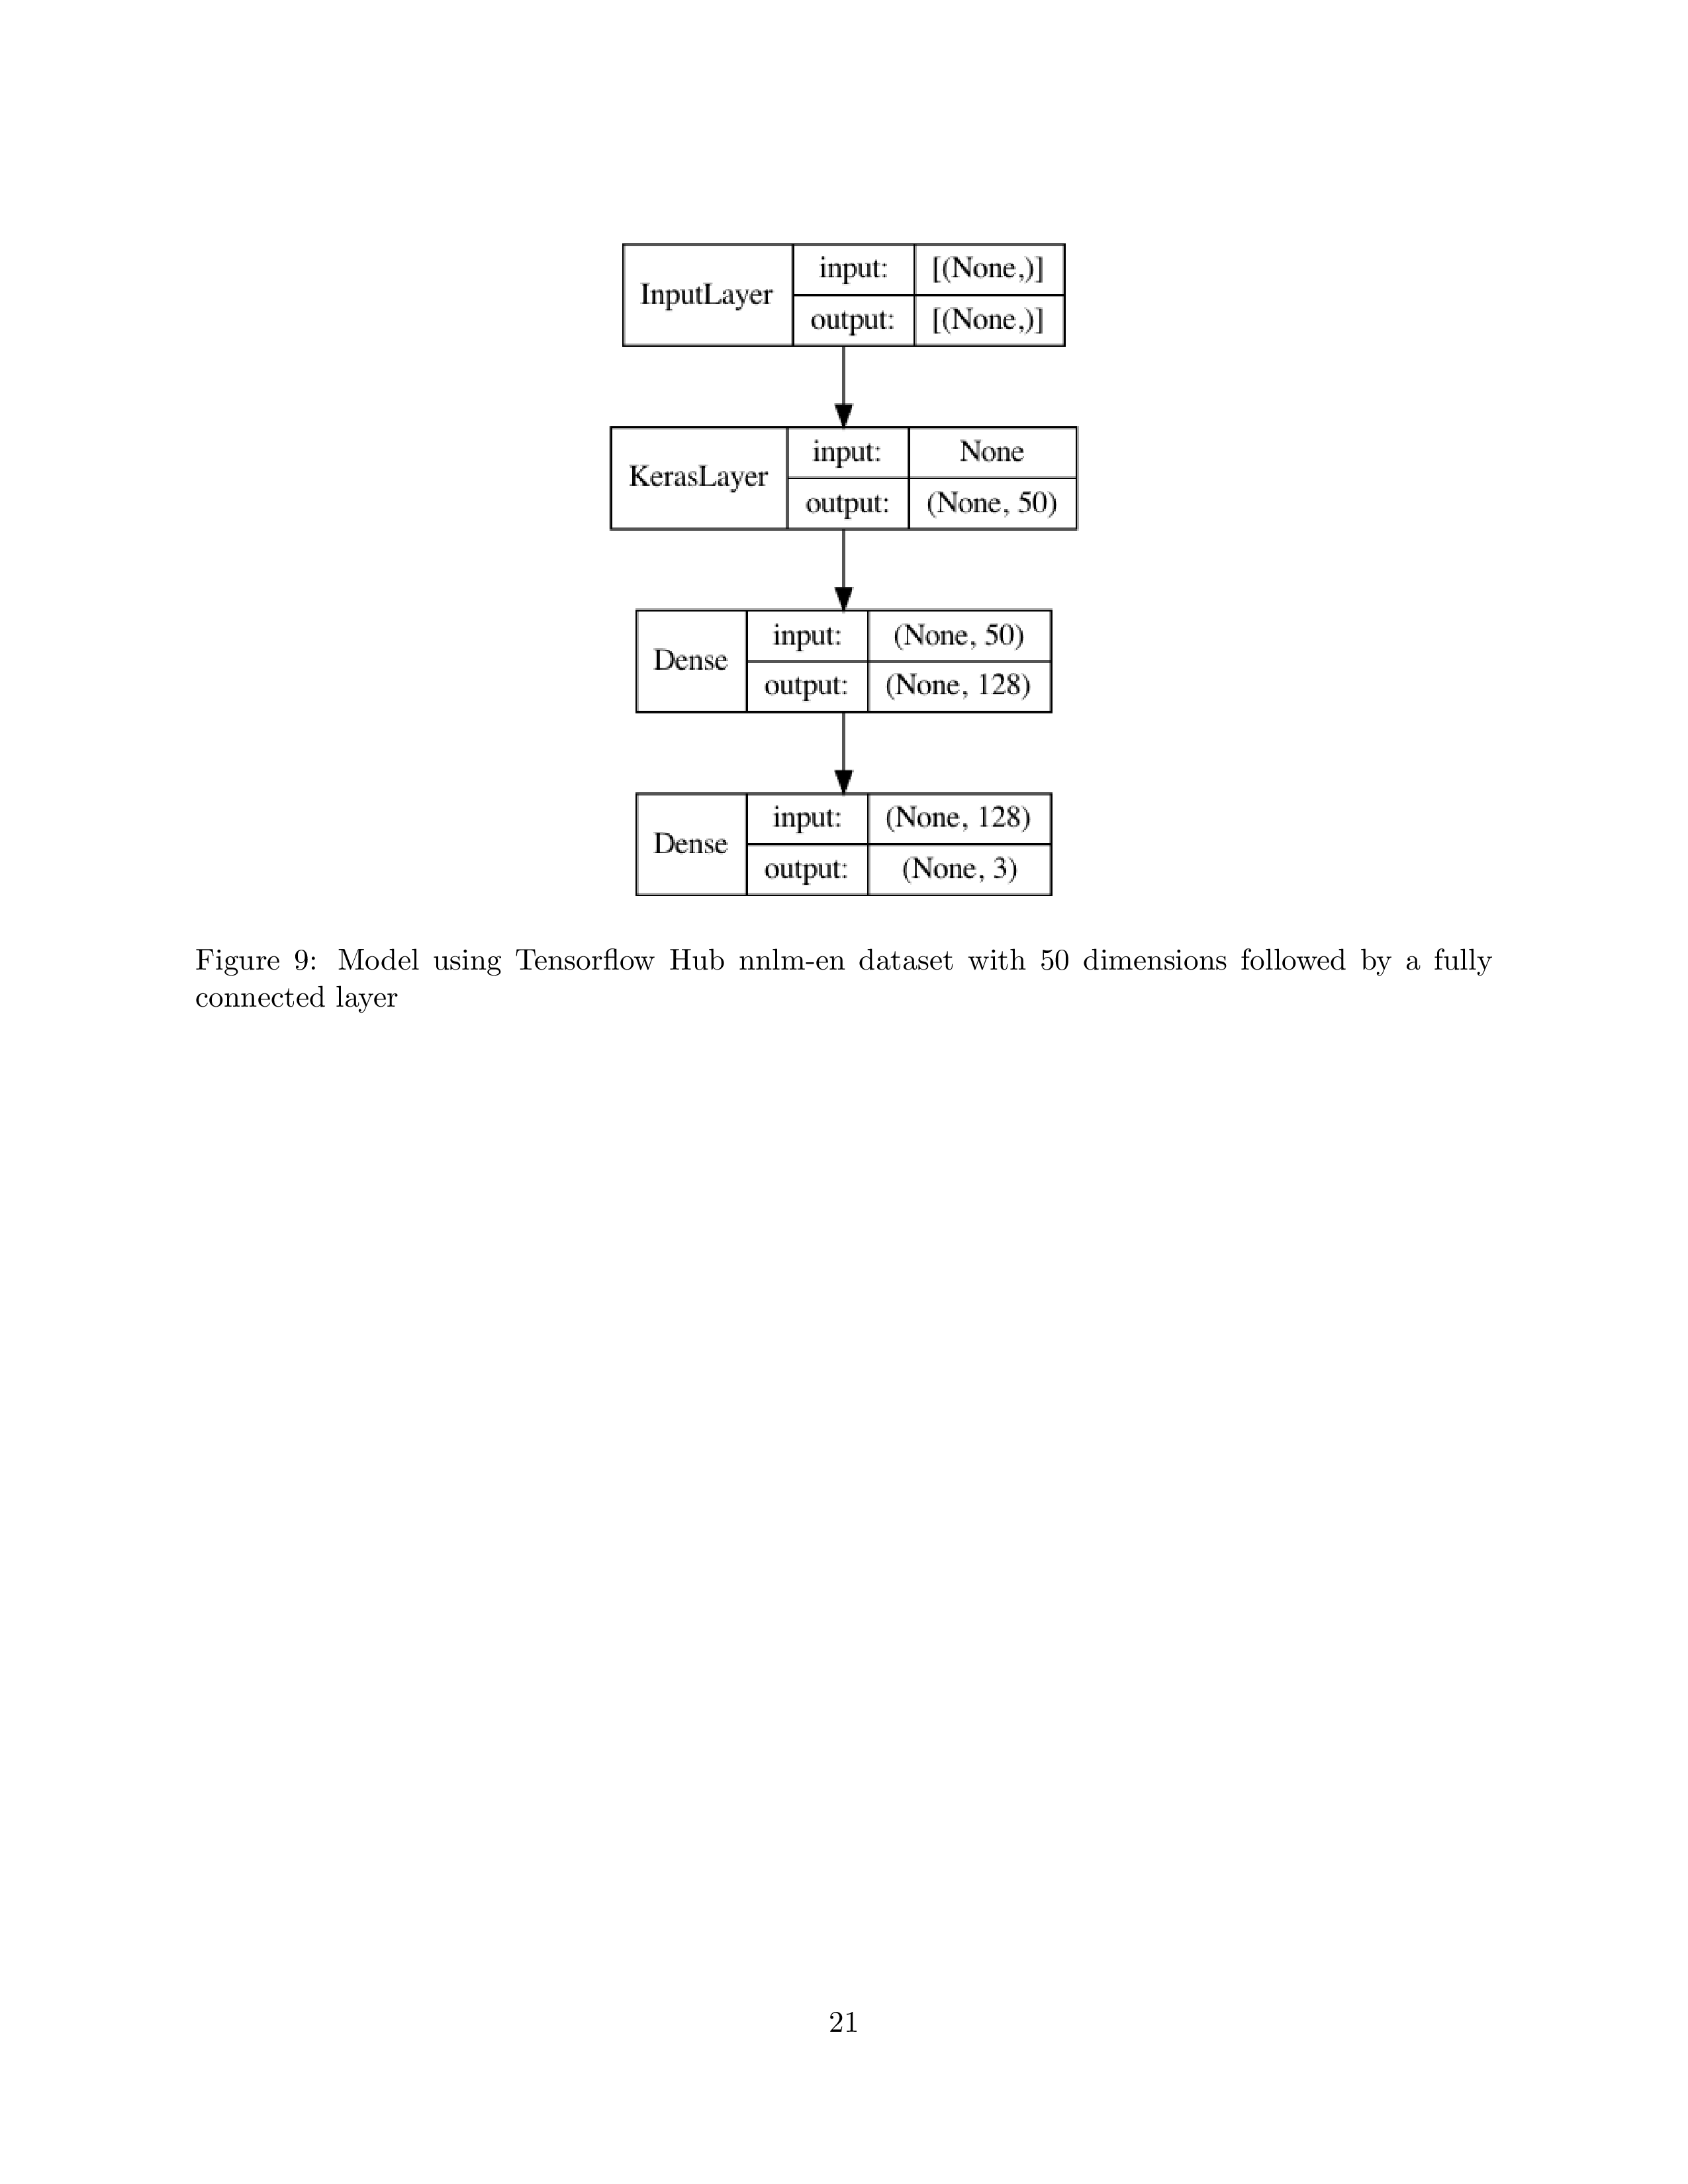 InputLayer
input:
[(None,)]
output:
[(None,)]
KerasLayer
input:
None
output:
(None, 50)
Dense
input:
(None, 50)
output:
(None, 128)
Dense
input:
(None, 128)
output:
(None, 3)
Figure 9: Model using Tensorflow Hub nnlm-en dataset with 50 dimensions followed by a fully
connected layer
21